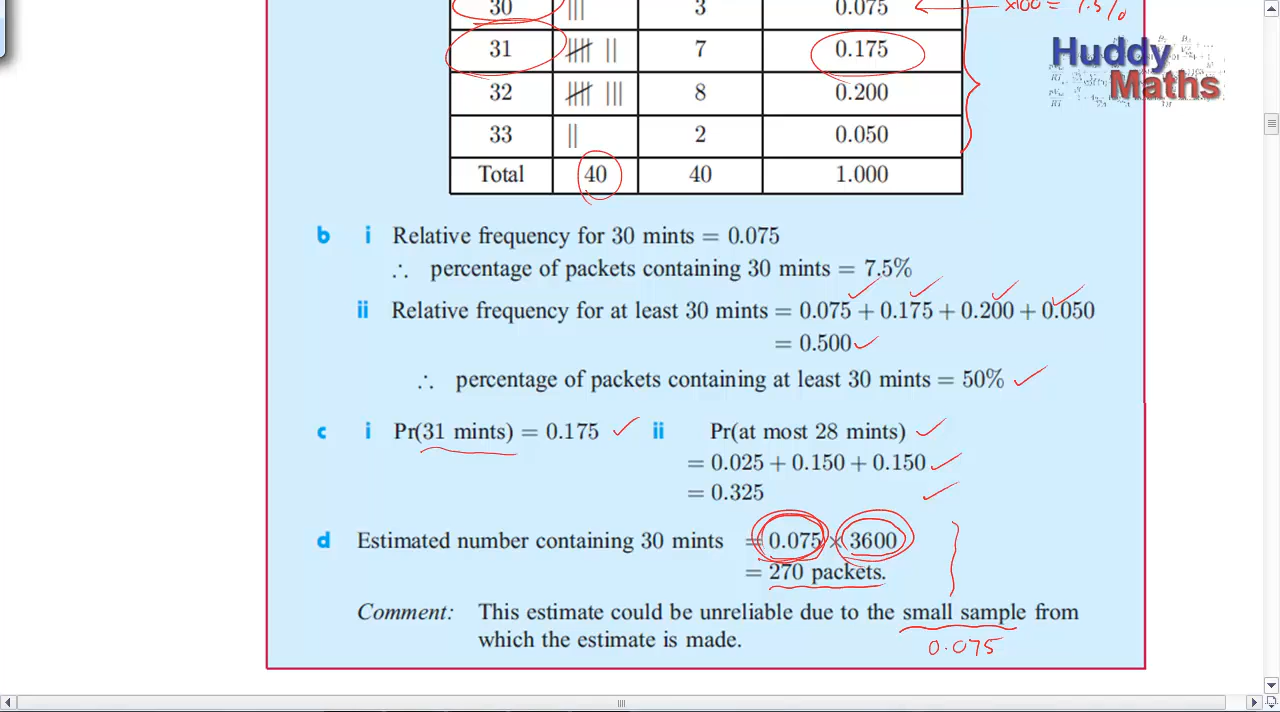 30 ||| 3 0.075 x100 = 7.5%
31 7 0.175
32 8 0.200
33 || 2 0.050
Total 40 40 1.000
Huddy
Maths
b i Relative frequency for 30 mints = 0.075
∴ percentage of packets containing 30 mints = 7.5%
ii Relative frequency for at least 30 mints = 0.075 + 0.175 + 0.200 + 0.050
= 0.500
∴ percentage of packets containing at least 30 mints = 50%
c i Pr(31 mints) = 0.175 ii Pr(at most 28 mints)
= 0.025 + 0.150 + 0.150
= 0.325
d Estimated number containing 30 mints = 0.075 × 3600
= 270 packets.
Comment: This estimate could be unreliable due to the small sample from
which the estimate is made.
0.075